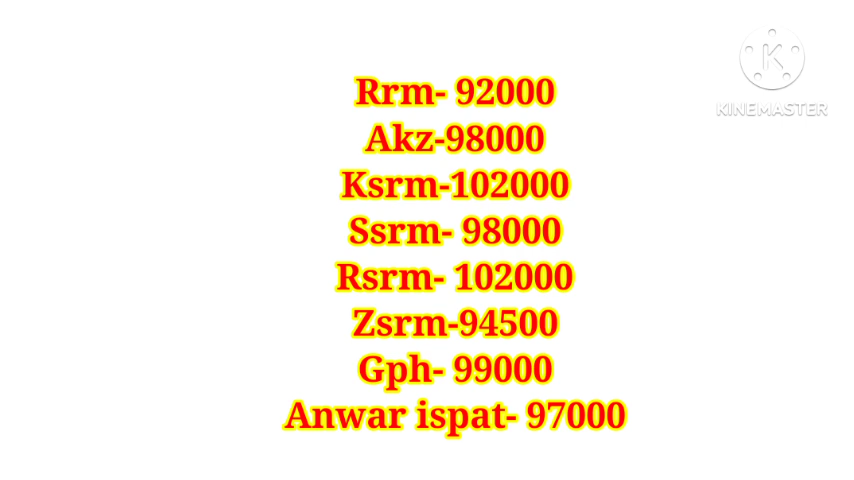 KINEMASTER
Rrm- 92000
Akz-98000
Ksrm-102000
Ssrm- 98000
Rsrm- 102000
Zsrm-94500
Gph- 99000
Anwar ispat- 97000